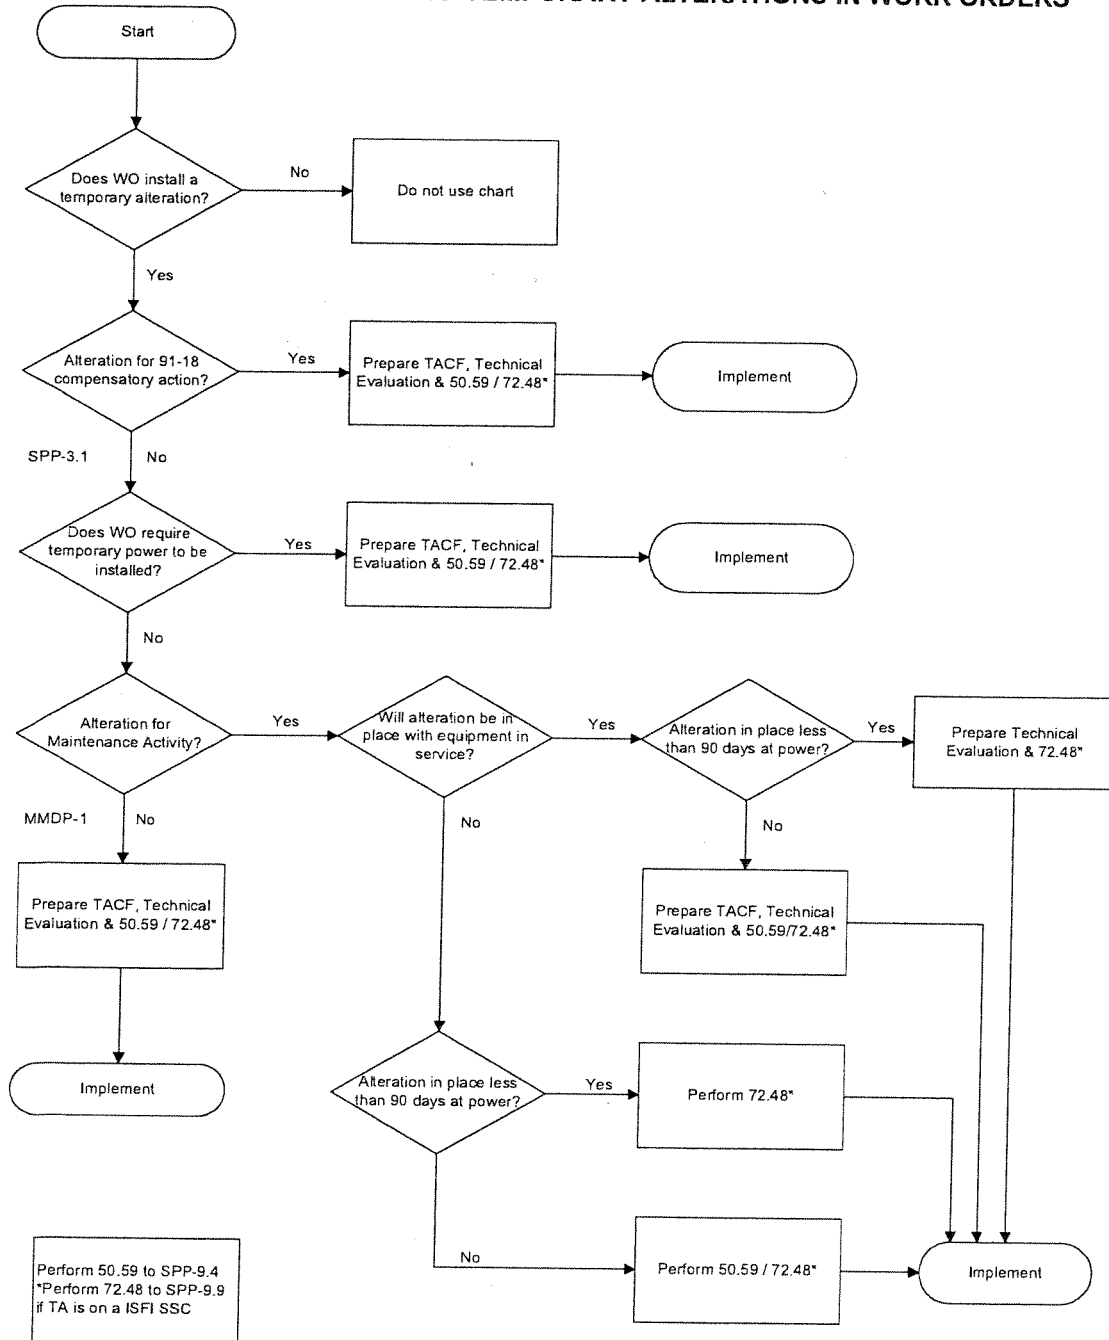 ALTERATIONS IN WORK ORDERS
Start
Does WO install a
temporary alteration?
No
Do not use chart
Yes
Alteration for 91-18
compensatory action?
Yes
Prepare TACF, Technical
Evaluation & 50.59 / 72.48*
Implement
SPP-3.1
No
Does WO require
temporary power to be
installed?
Yes
Prepare TACF, Technical
Evaluation & 50.59 / 72.48*
Implement
No
Alteration for
Maintenance Activity?
Yes
Will alteration be in
place with equipment in
service?
Yes
Alteration in place less
than 90 days at power?
Yes
Prepare Technical
Evaluation & 72.48*
MMDP-1
No
No
No
Prepare TACF, Technical
Evaluation & 50.59 / 72.48*
Prepare TACF, Technical
Evaluation & 50.59/72.48*
Implement
Alteration in place less
than 90 days at power?
Yes
Perform 72.48*
No
Perform 50.59 / 72.48*
Implement
Perform 50.59 to SPP-9.4
*Perform 72.48 to SPP-9.9
if TA is on a ISFI SSC